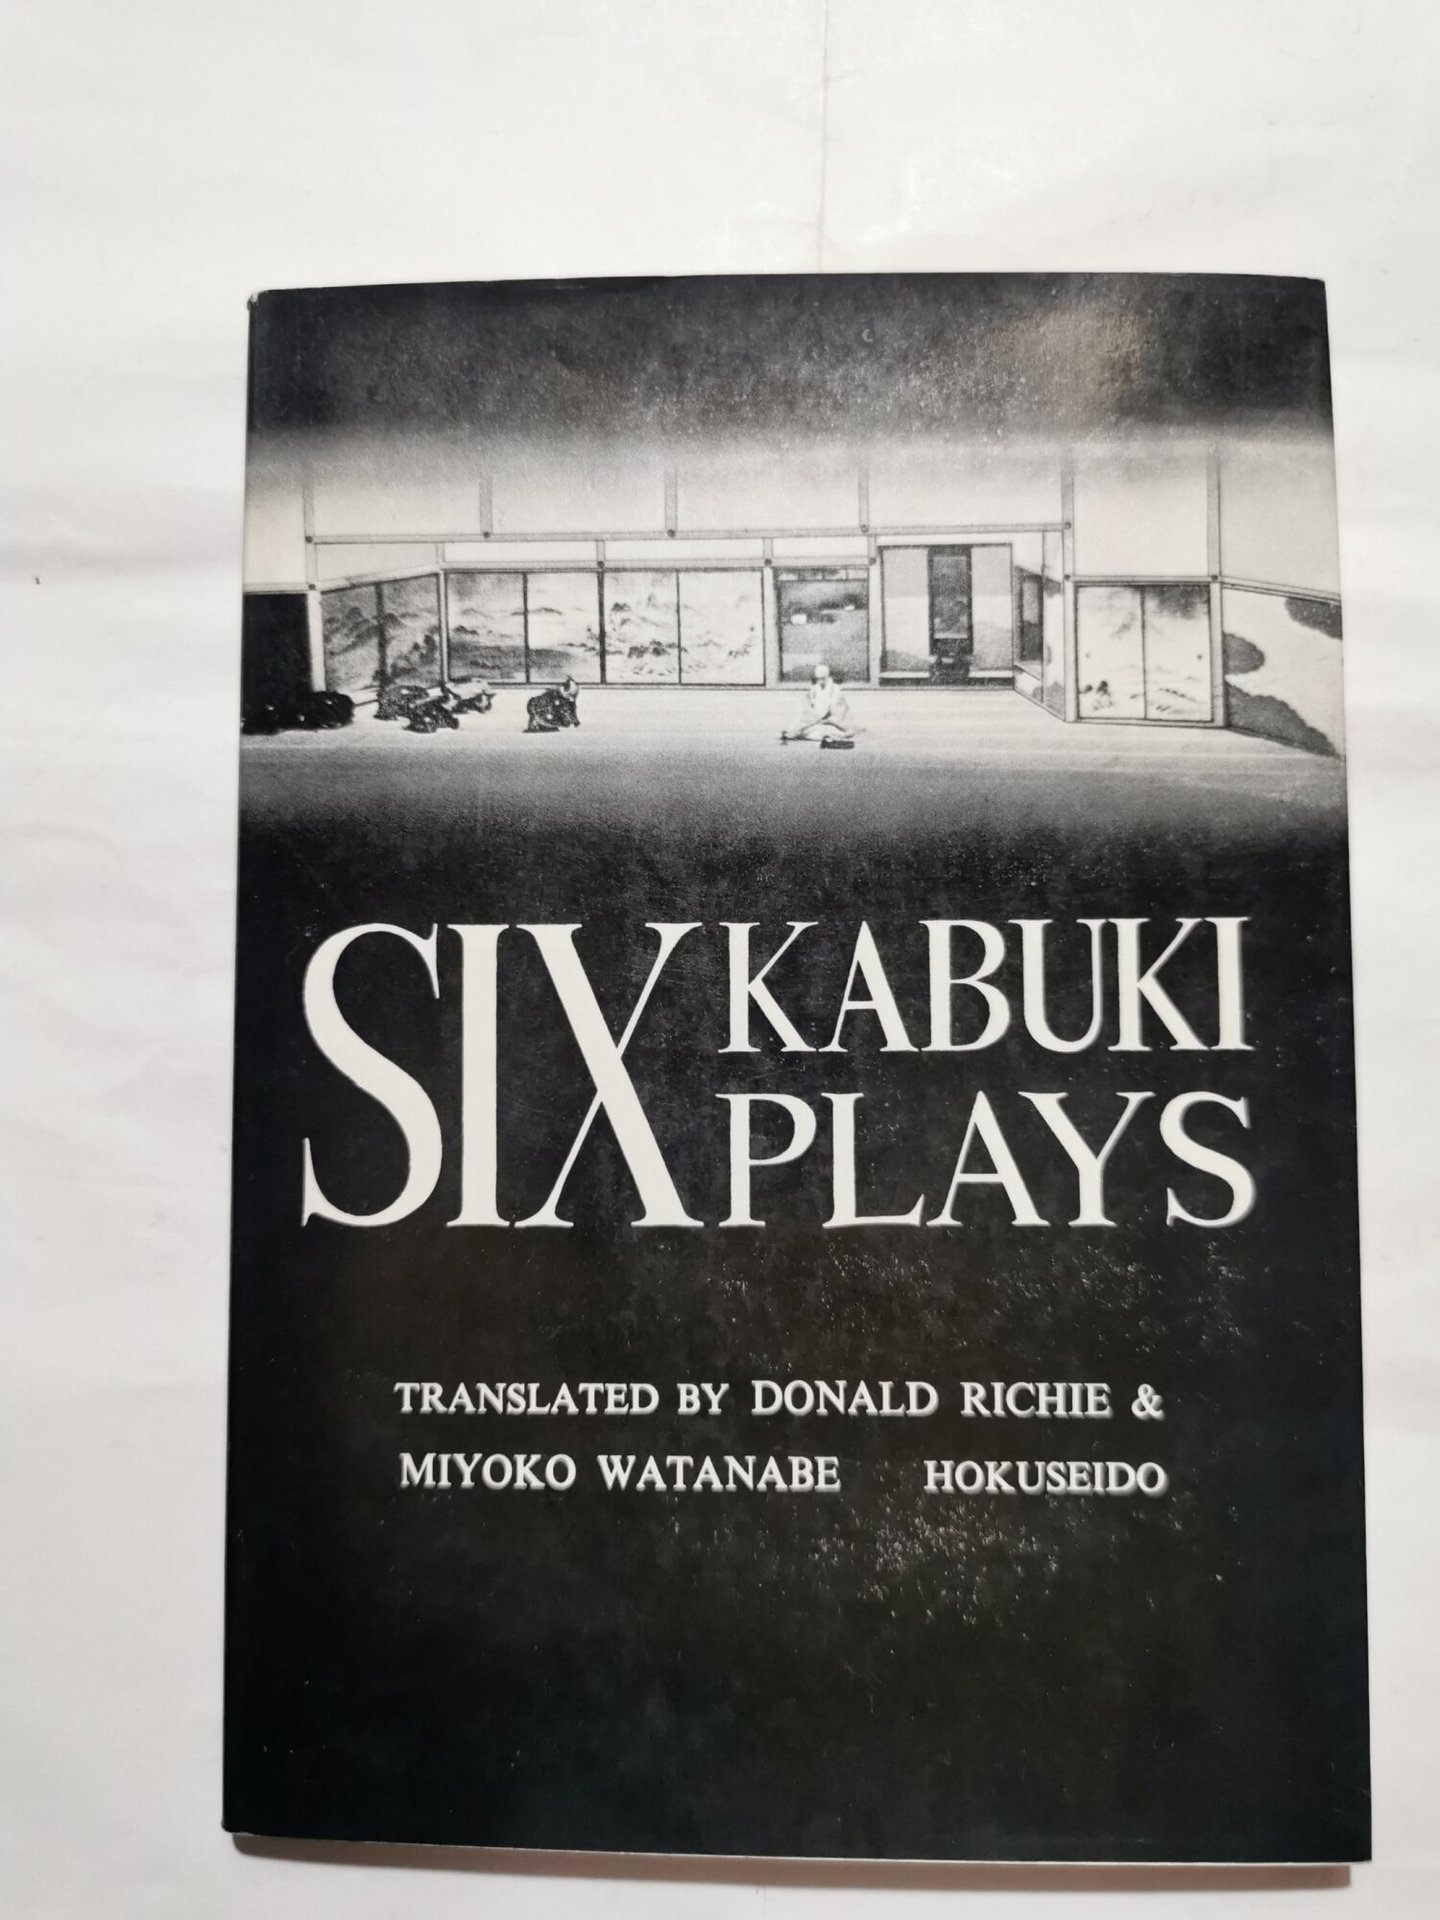 SIX KABUKI
PLAYS
TRANSLATED BY DONALD RICHIE &
MIYOKO WATANABE HOKUSEIDO